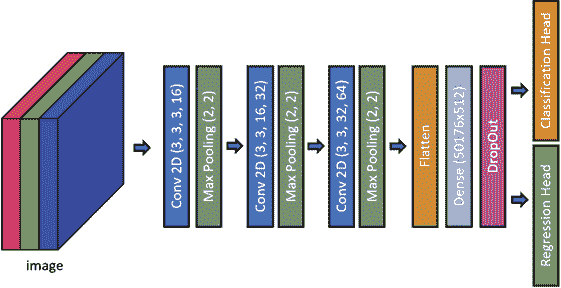 image
Conv 2D (3, 3, 3, 16)
Max Pooling (2, 2)
Conv 2D (3, 3, 16, 32)
Max Pooling (2, 2)
Conv 2D (3, 3, 32, 64)
Max Pooling (2, 2)
Flatten
Dense (50176x512)
DropOut
Classification Head
Regression Head